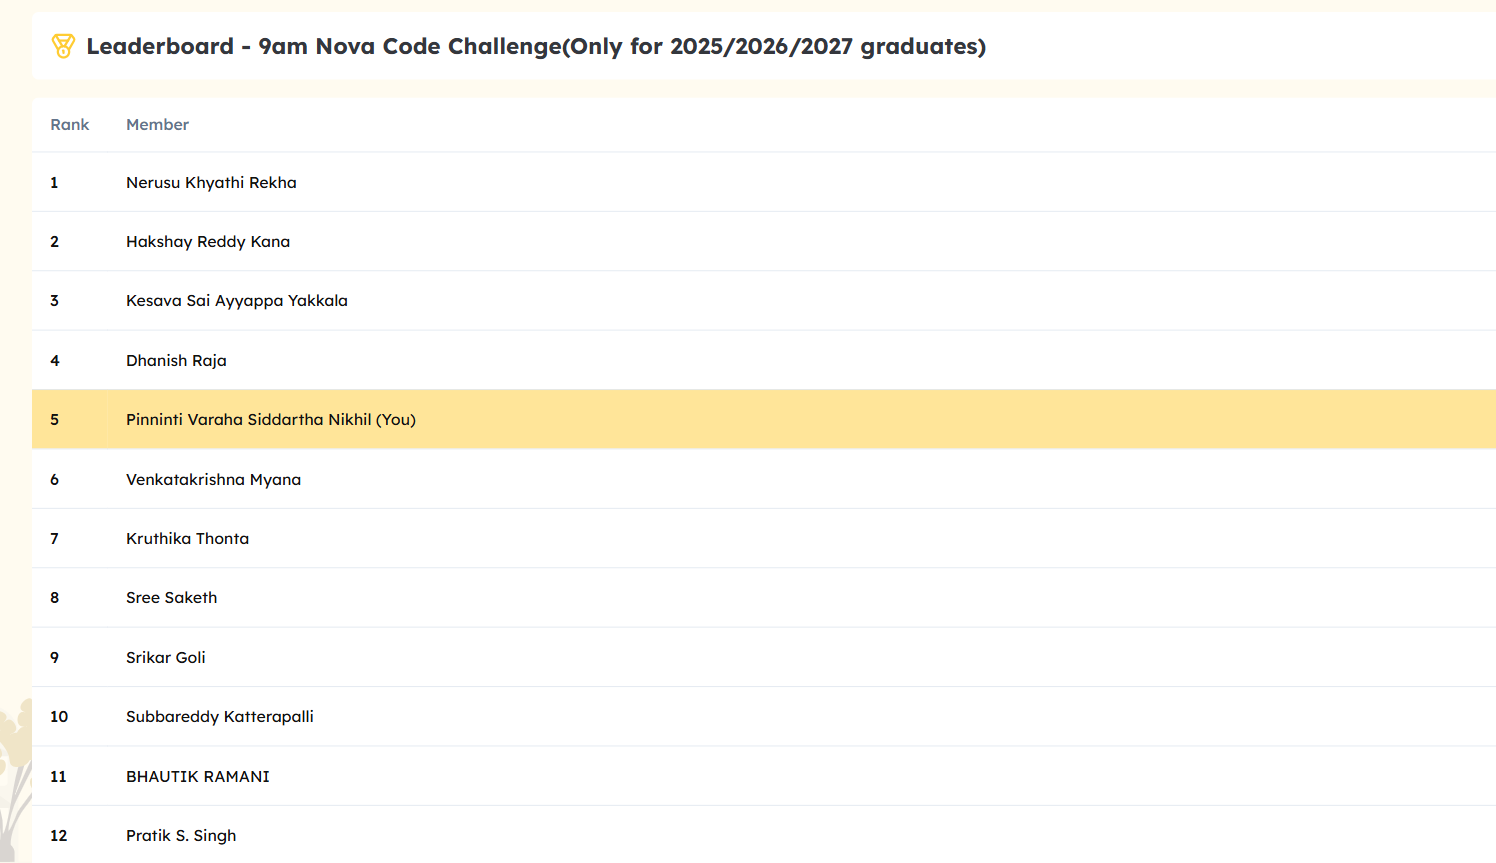 Leaderboard - 9am Nova Code Challenge(Only for 2025/2026/2027 graduates)
Rank Member
1 Nerusu Khyathi Rekha
2 Hakshay Reddy Kana
3 Kesava Sai Ayyappa Yakkala
4 Dhanish Raja
5 Pinninti Varaha Siddartha Nikhil (You)
6 Venkatakrishna Myana
7 Kruthika Thonta
8 Sree Saketh
9 Srikar Goli
10 Subbareddy Katterapalli
11 BHAUTIK RAMANI
12 Pratik S. Singh